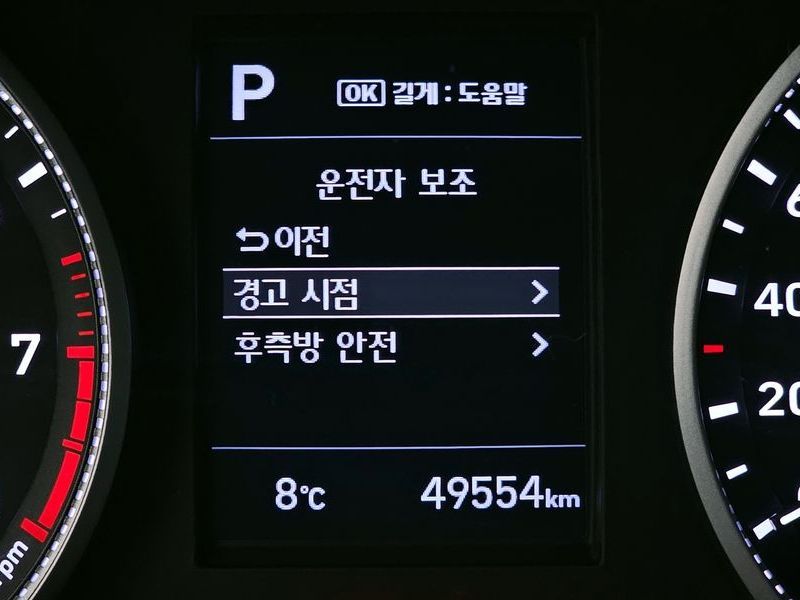 P
OK 길게 : 도움말
운전자 보조
이전
경고 시점
후측방 안전
8℃
49554km
7
rpm
40
20